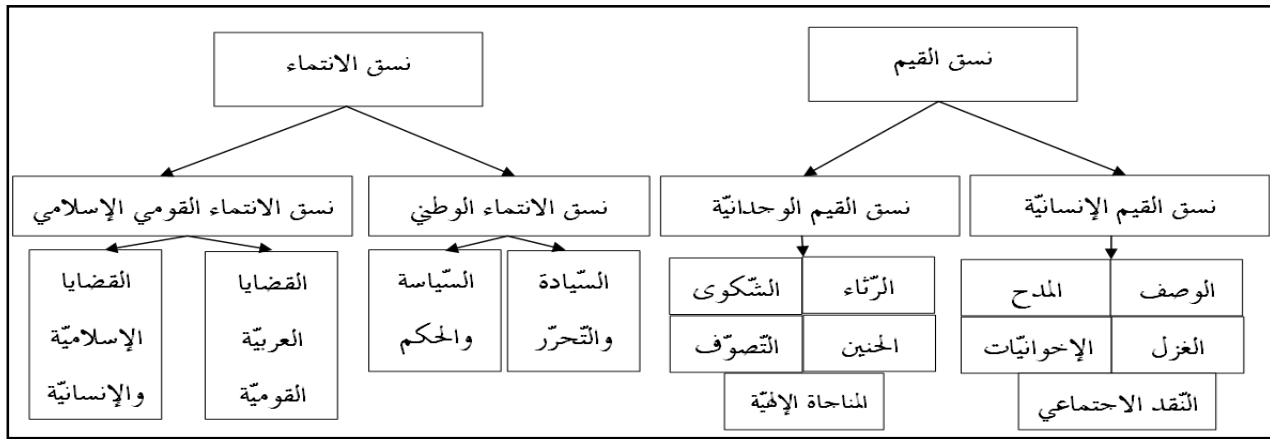 نسق القيم
نسق الانتماء
نسق القيم الإنسانيّة
نسق القيم الوحدانيّة
نسق الانتماء الوطني
نسق الانتماء القومي الإسلامي
الوصف
المدح
الغزل
الإخوانيّات
النّقد الاجتماعي
الرّثاء
الشّكوى
الحنين
التّصوّف
المناجاة الإلهيّة
السّيادة
والتّحرّر
السّياسة
والحكم
القضايا
العربيّة
القوميّة
القضايا
الإسلاميّة
والإنسانيّة